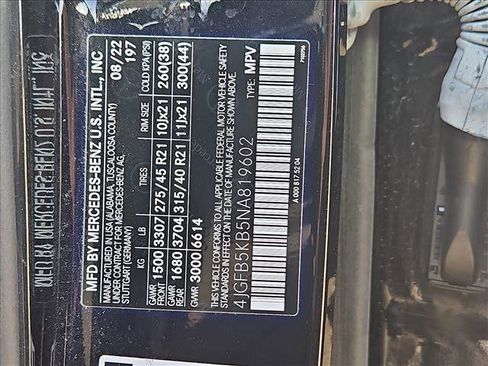 MFD BY MERCEDES-BENZ U.S. INTL., INC
FORMED IN USA (ALABAMA, TUSCALOOSA COUNTY)
UNDER CONTRACT FOR MERCEDES-BENZ AG,
STUTTGART (GERMANY)
08/22
197
KG LB TIRES RIM SIZE COLD KPA(PSI)
GAWR
FRONT 1500 3307 275/45 R21 10Jx21 260(38)
GAWR
REAR 1680 3704 315/40 R21 11Jx21 300(44)
GVWR 3000 6614
THIS VEHICLE CONFORMS TO ALL APPLICABLE FEDERAL MOTOR VEHICLE SAFETY
STANDARDS IN EFFECT ON THE DATE OF MANUFACTURE SHOWN ABOVE.
TYPE: MPV
4JGFB5KB5NA819602
A 000 817 52 04